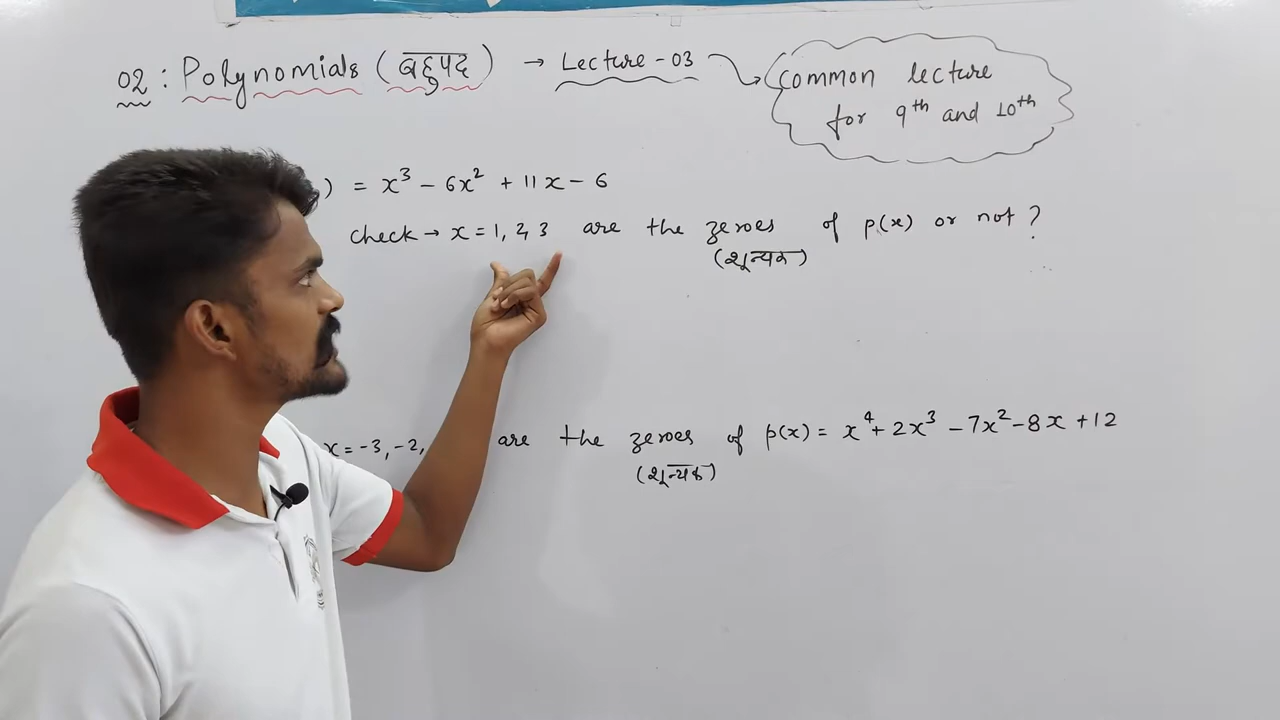 02 : Polynomials (बहुपद) → Lecture - 03
Common lecture
for 9th and 10th
) = x³ - 6x² + 11x - 6
check → x = 1, 2, 3 are the zeroes of p(x) or not ?
(शून्यक)
x = -3, -2, are the zeroes of p(x) = x⁴ + 2x³ - 7x² - 8x + 12
(शून्यक)